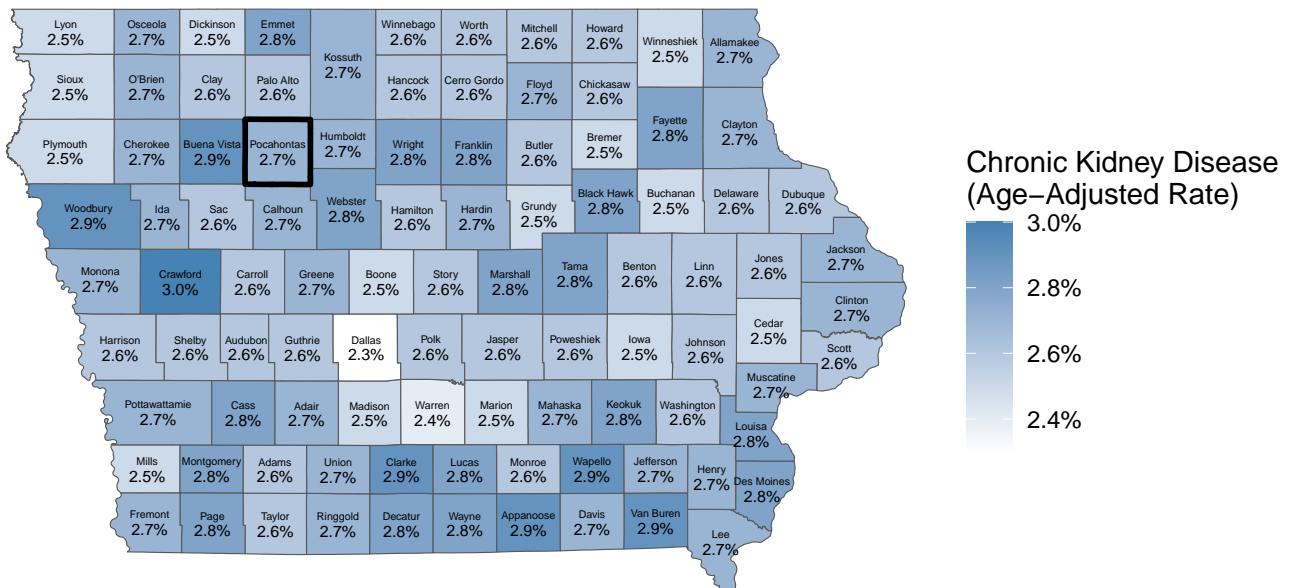 Lyon
2.5%
Osceola
2.7%
Dickinson
2.5%
Emmet
2.8%
Kossuth
2.7%
Winnebago
2.6%
Worth
2.6%
Mitchell
2.6%
Howard
2.6%
Winneshiek
2.5%
Allamakee
2.7%
Sioux
2.5%
O'Brien
2.7%
Clay
2.6%
Palo Alto
2.6%
Hancock
2.6%
Cerro Gordo
2.6%
Floyd
2.7%
Chickasaw
2.6%
Fayette
2.8%
Clayton
2.7%
Plymouth
2.5%
Cherokee
2.7%
Buena Vista
2.9%
Pocahontas
2.7%
Humboldt
2.7%
Wright
2.8%
Franklin
2.8%
Butler
2.6%
Bremer
2.5%
Woodbury
2.9%
Ida
2.7%
Sac
2.6%
Calhoun
2.7%
Webster
2.8%
Hamilton
2.6%
Hardin
2.7%
Grundy
2.5%
Black Hawk
2.8%
Buchanan
2.5%
Delaware
2.6%
Dubuque
2.6%
Monona
2.7%
Crawford
3.0%
Carroll
2.6%
Greene
2.7%
Boone
2.5%
Story
2.6%
Marshall
2.8%
Tama
2.8%
Benton
2.6%
Linn
2.6%
Jones
2.6%
Jackson
2.7%
Clinton
2.7%
Harrison
2.6%
Shelby
2.6%
Audubon
2.6%
Guthrie
2.6%
Dallas
2.3%
Polk
2.6%
Jasper
2.6%
Poweshiek
2.6%
Iowa
2.5%
Johnson
2.6%
Cedar
2.5%
Scott
2.6%
Muscatine
2.7%
Pottawattamie
2.7%
Cass
2.8%
Adair
2.7%
Madison
2.5%
Warren
2.4%
Marion
2.5%
Mahaska
2.7%
Keokuk
2.8%
Washington
2.6%
Louisa
2.8%
Mills
2.5%
Montgomery
2.8%
Adams
2.6%
Union
2.7%
Clarke
2.9%
Lucas
2.8%
Monroe
2.6%
Wapello
2.9%
Jefferson
2.7%
Henry
2.7%
Des Moines
2.8%
Fremont
2.7%
Page
2.8%
Taylor
2.6%
Ringgold
2.7%
Decatur
2.8%
Wayne
2.8%
Appanoose
2.9%
Davis
2.7%
Van Buren
2.9%
Lee
2.7%
Chronic Kidney Disease
(Age−Adjusted Rate)
3.0%
2.8%
2.6%
2.4%